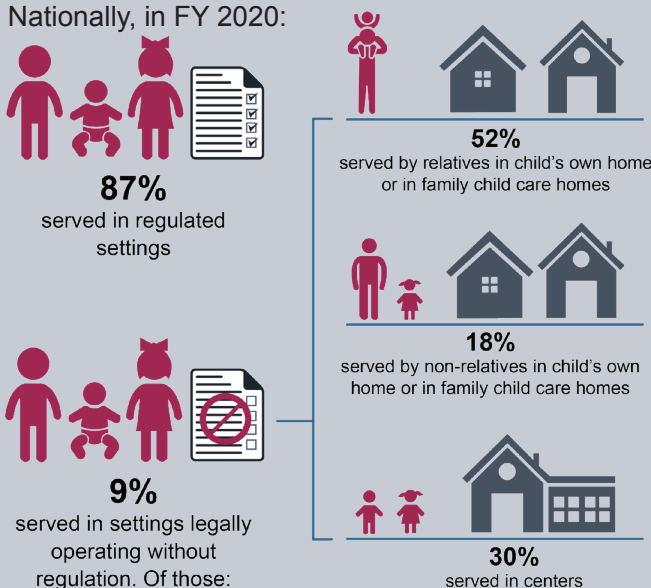 Nationally, in FY 2020:
87%
served in regulated
settings
9%
served in settings legally
operating without
regulation. Of those:
52%
served by relatives in child's own home
or in family child care homes
18%
served by non-relatives in child's own
home or in family child care homes
30%
served in centers